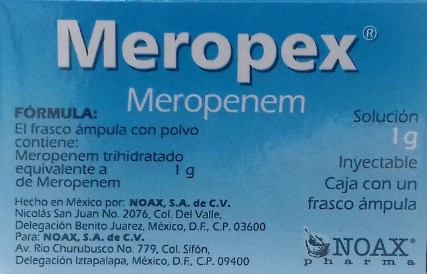 Meropex®
Meropenem
FÓRMULA:
El frasco ámpula con polvo
contiene:
Meropenem trihidratado
equivalente a 1 g
de Meropenem
Solución
1g
Inyectable
Caja con un
frasco ámpula
Hecho en México por: NOAX, S.A. de C.V.
Nicolás San Juan No. 2076, Col. Del Valle,
Delegación Benito Juarez, México, D.F., C.P. 03600
Para: NOAX, S.A. de C.V.
Av. Rio Churubusco No. 779, Col. Sifón,
Delegación Iztapalapa, México, D.F., C.P. 09400
NOAX®
pharma